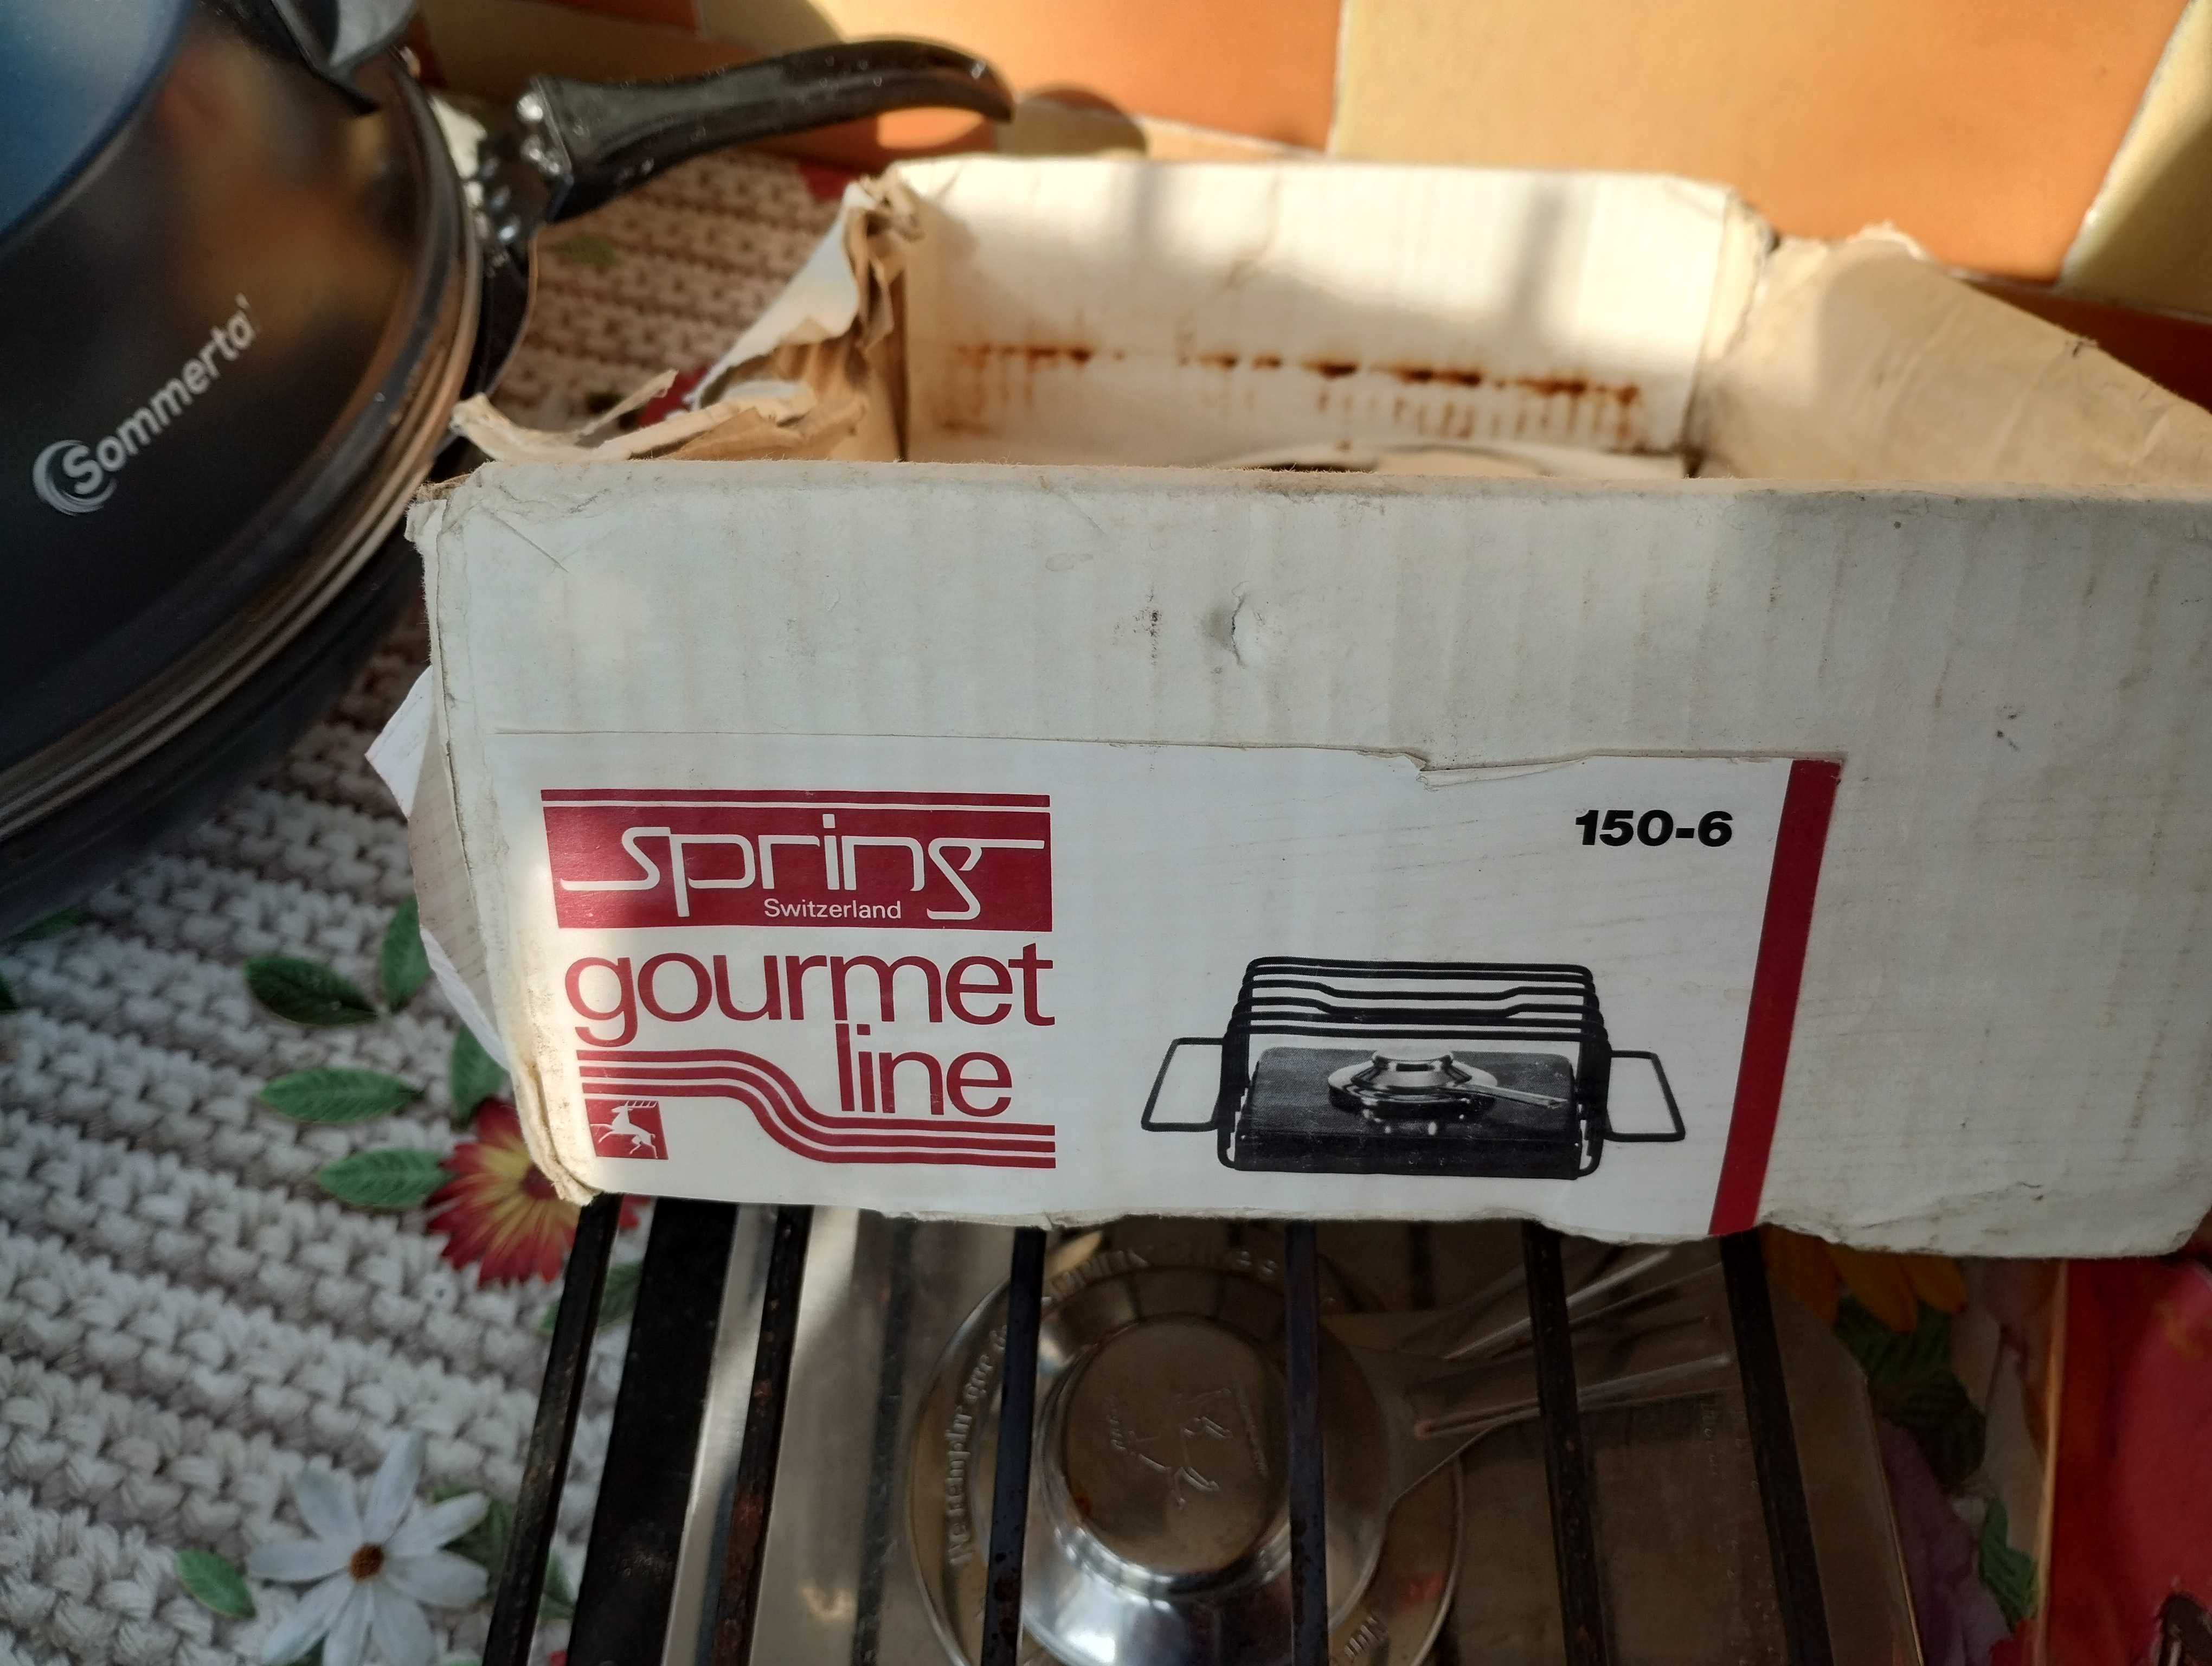 Sommerta
spring
Switzerland
gourmet
line
150-6